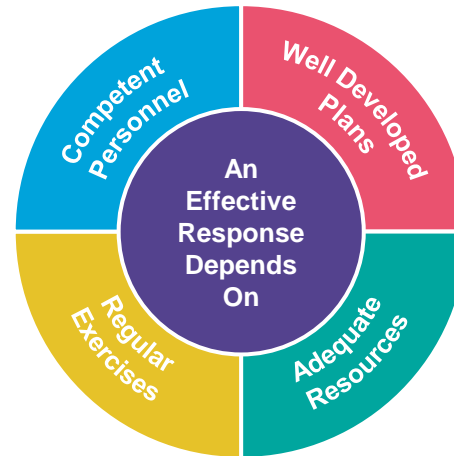 Competent
Personnel
Well Developed
Plans
An
Effective
Response
Depends
On
Regular
Exercises
Adequate
Resources